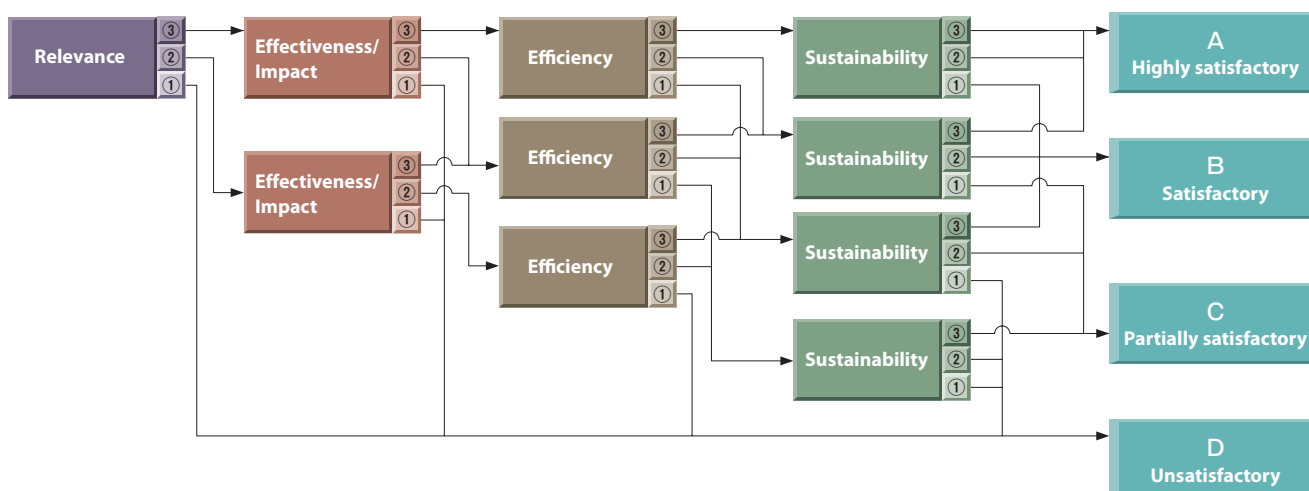 Relevance
③
②
①
Effectiveness/
Impact
③
②
①
Effectiveness/
Impact
③
②
①
Efficiency
③
②
①
Efficiency
③
②
①
Efficiency
③
②
①
Sustainability
③
②
①
Sustainability
③
②
①
Sustainability
③
②
①
Sustainability
③
②
①
A
Highly satisfactory
B
Satisfactory
C
Partially satisfactory
D
Unsatisfactory